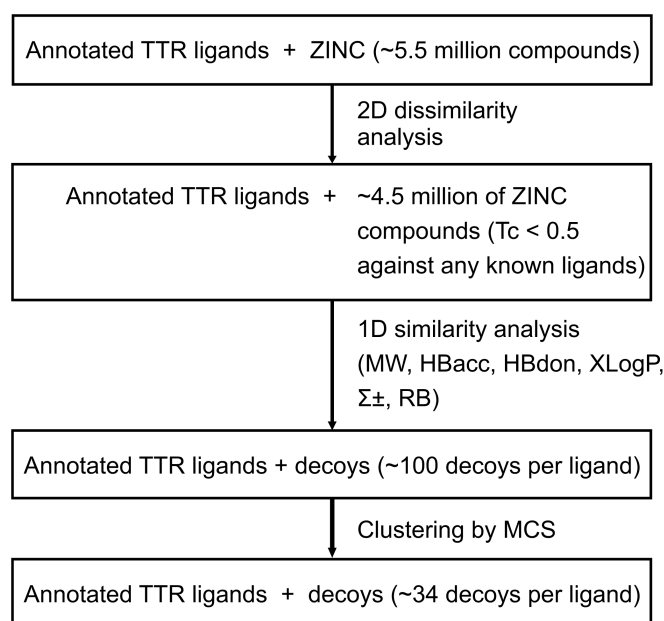 Annotated TTR ligands + ZINC (~5.5 million compounds)
2D dissimilarity
analysis
Annotated TTR ligands + ~4.5 million of ZINC
compounds (Tc < 0.5
against any known ligands)
1D similarity analysis
(MW, HBacc, HBdon, XLogP,
Σ±, RB)
Annotated TTR ligands + decoys (~100 decoys per ligand)
Clustering by MCS
Annotated TTR ligands + decoys (~34 decoys per ligand)